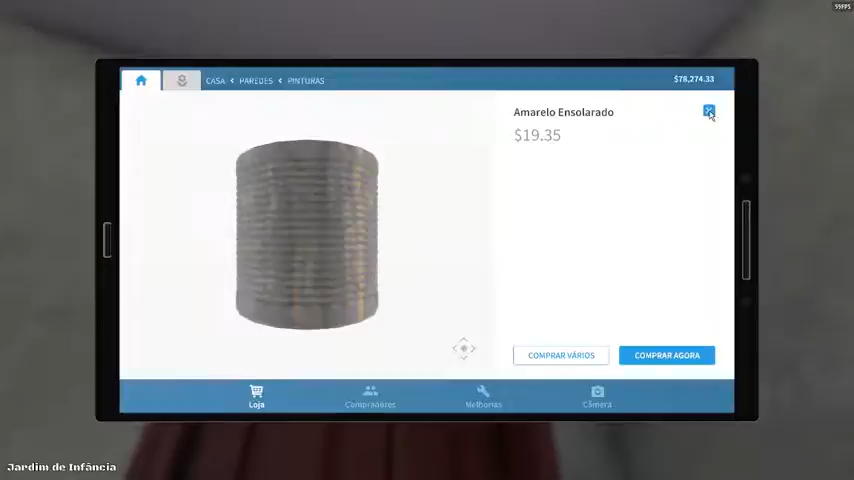 55FPS
CASA < PAREDES < PINTURAS
$78,274.33
Amarelo Ensolarado
$19.35
COMPRAR VÁRIOS
COMPRAR AGORA
Loja
Compradores
Melhorias
Câmera
Jardim de Infância